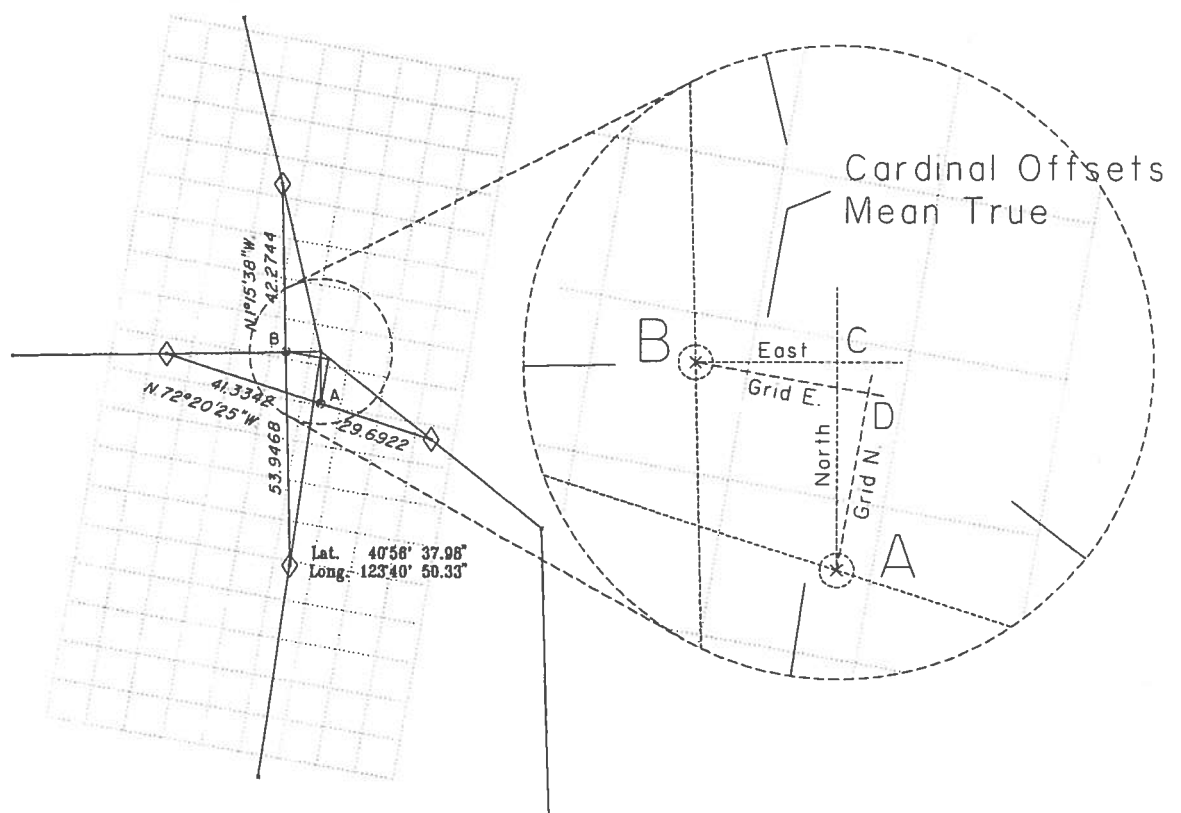 N.1°15'38"W.
42.2744
B
41.3342
N.72°20'25"W
A
29.6922
53.9468
Lat. 40°56' 37.98"
Long. 123°40' 50.33"
Cardinal Offsets
Mean True
B
East
C
Grid E.
D
North
Grid N.
A